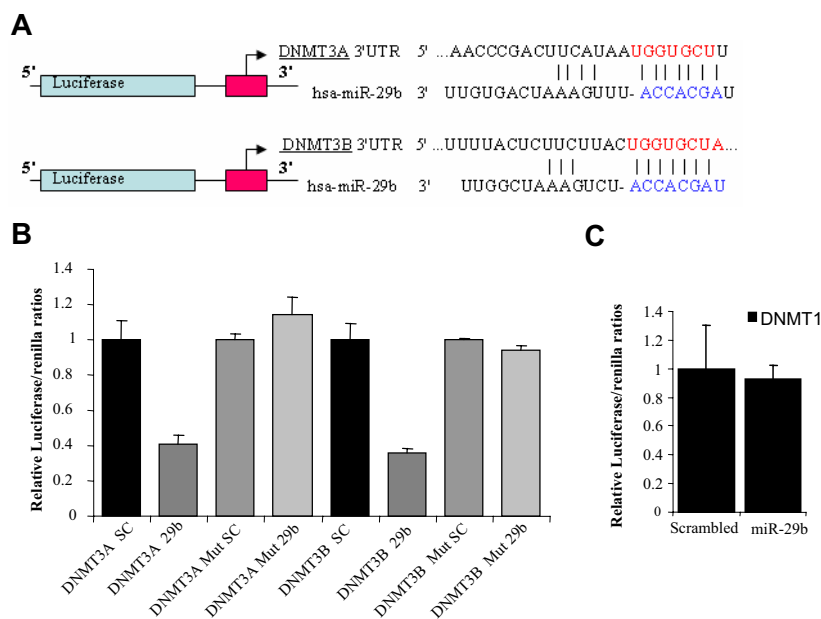 A
DNMT3A 3'UTR 5' ...AACCCGACUUCAUAAUGGUGCUU
5' Luciferase 3'
hsa-miR-29b 3' UUGUGACUAAAGUUU- ACCACGAU
DNMT3B 3'UTR 5' ...UUUUACUCUUCUUACUGGUGCUA...
5' Luciferase 3'
hsa-miR-29b 3' UUGGCUAAAGUCU- ACCACGAU
B
Relative Luciferase/renilla ratios
1.4
1.2
1
0.8
0.6
0.4
0.2
0
DNMT3A SC
DNMT3A 29b
DNMT3A Mut SC
DNMT3A Mut 29b
DNMT3B SC
DNMT3B 29b
DNMT3B Mut SC
DNMT3B Mut 29b
C
Relative Luciferase/renilla ratios
1.4
1.2
1
0.8
0.6
0.4
0.2
0
DNMT1
Scrambled miR-29b